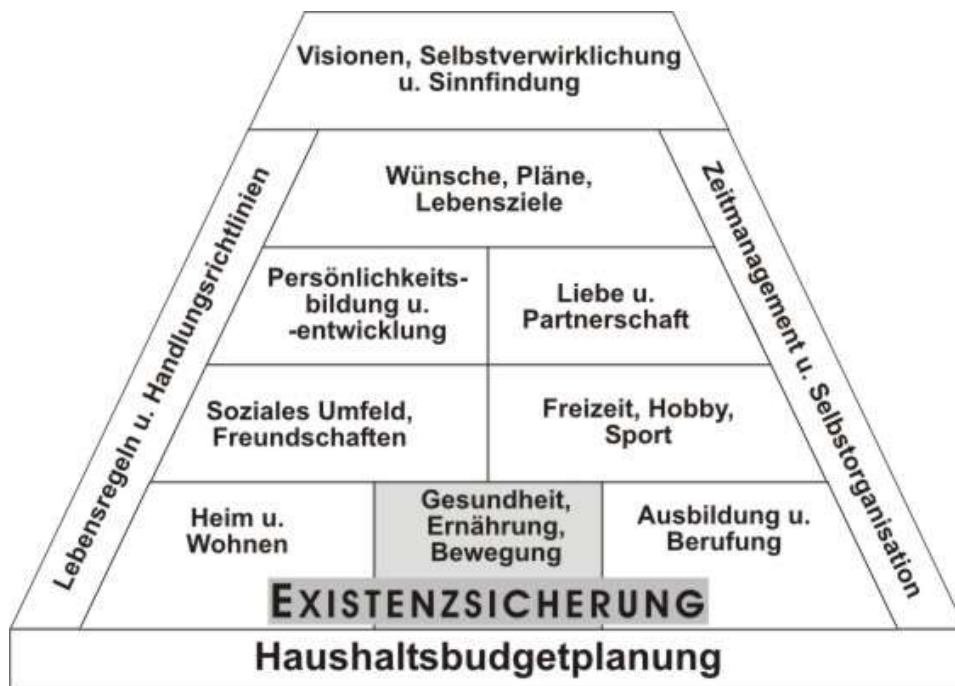 Visionen, Selbstverwirklichung
u. Sinnfindung
Lebensregeln u. Handlungsrichtlinien
Wünsche, Pläne,
Lebensziele
Zeitmanagement u. Selbstorganisation
Persönlichkeits-
bildung u.
-entwicklung
Liebe u.
Partnerschaft
Soziales Umfeld,
Freundschaften
Freizeit, Hobby,
Sport
Heim u.
Wohnen
Gesundheit,
Ernährung,
Bewegung
Ausbildung u.
Berufung
EXISTENZSICHERUNG
Haushaltsbudgetplanung